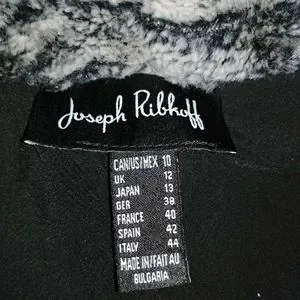 Joseph Ribkoff
CAN/US/MEX 10
UK 12
JAPAN 13
GER 38
FRANCE 40
SPAIN 42
ITALY 44
MADE IN/FAIT AU
BULGARIA